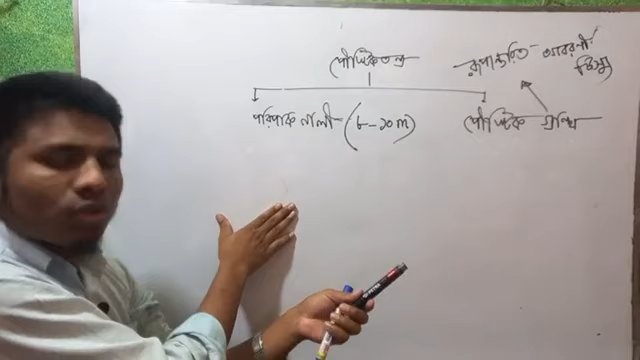 পৌষ্টিকতন্ত্র
রূপান্তরিত আবরণী
টিস্যু
পরিপাক নালী (৮-১০ m)
পৌষ্টিক গ্রন্থি